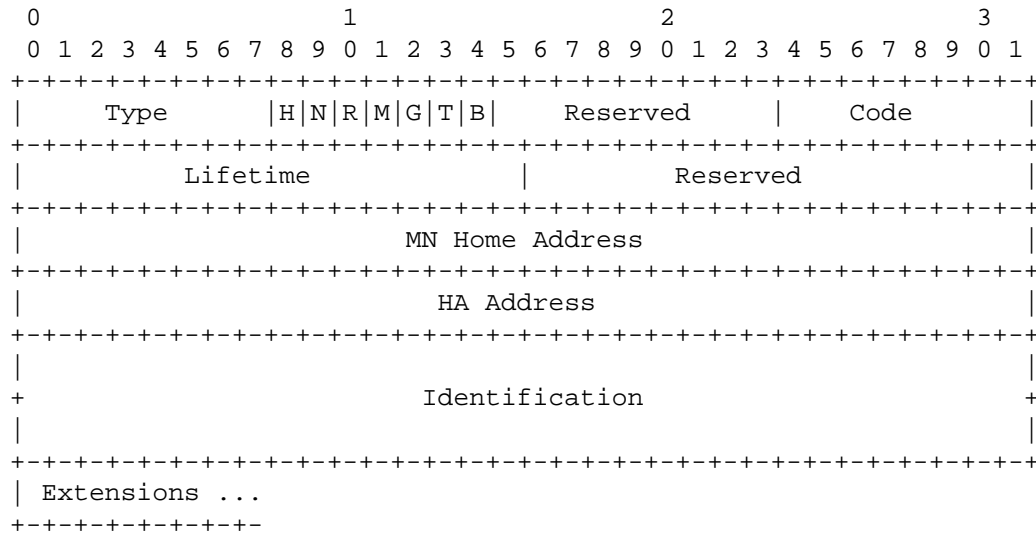 0                   1                   2                   3
 0 1 2 3 4 5 6 7 8 9 0 1 2 3 4 5 6 7 8 9 0 1 2 3 4 5 6 7 8 9 0 1
+-+-+-+-+-+-+-+-+-+-+-+-+-+-+-+-+-+-+-+-+-+-+-+-+-+-+-+-+-+-+-+-+
|     Type      |H|N|R|M|G|T|B|    Reserved     |    Code       |
+-+-+-+-+-+-+-+-+-+-+-+-+-+-+-+-+-+-+-+-+-+-+-+-+-+-+-+-+-+-+-+-+
|          Lifetime             |         Reserved              |
+-+-+-+-+-+-+-+-+-+-+-+-+-+-+-+-+-+-+-+-+-+-+-+-+-+-+-+-+-+-+-+-+
|                        MN Home Address                        |
+-+-+-+-+-+-+-+-+-+-+-+-+-+-+-+-+-+-+-+-+-+-+-+-+-+-+-+-+-+-+-+-+
|                          HA Address                           |
+-+-+-+-+-+-+-+-+-+-+-+-+-+-+-+-+-+-+-+-+-+-+-+-+-+-+-+-+-+-+-+-+
|                                                               |
+                         Identification                        +
|                                                               |
+-+-+-+-+-+-+-+-+-+-+-+-+-+-+-+-+-+-+-+-+-+-+-+-+-+-+-+-+-+-+-+-+
| Extensions ...
+-+-+-+-+-+-+-+-